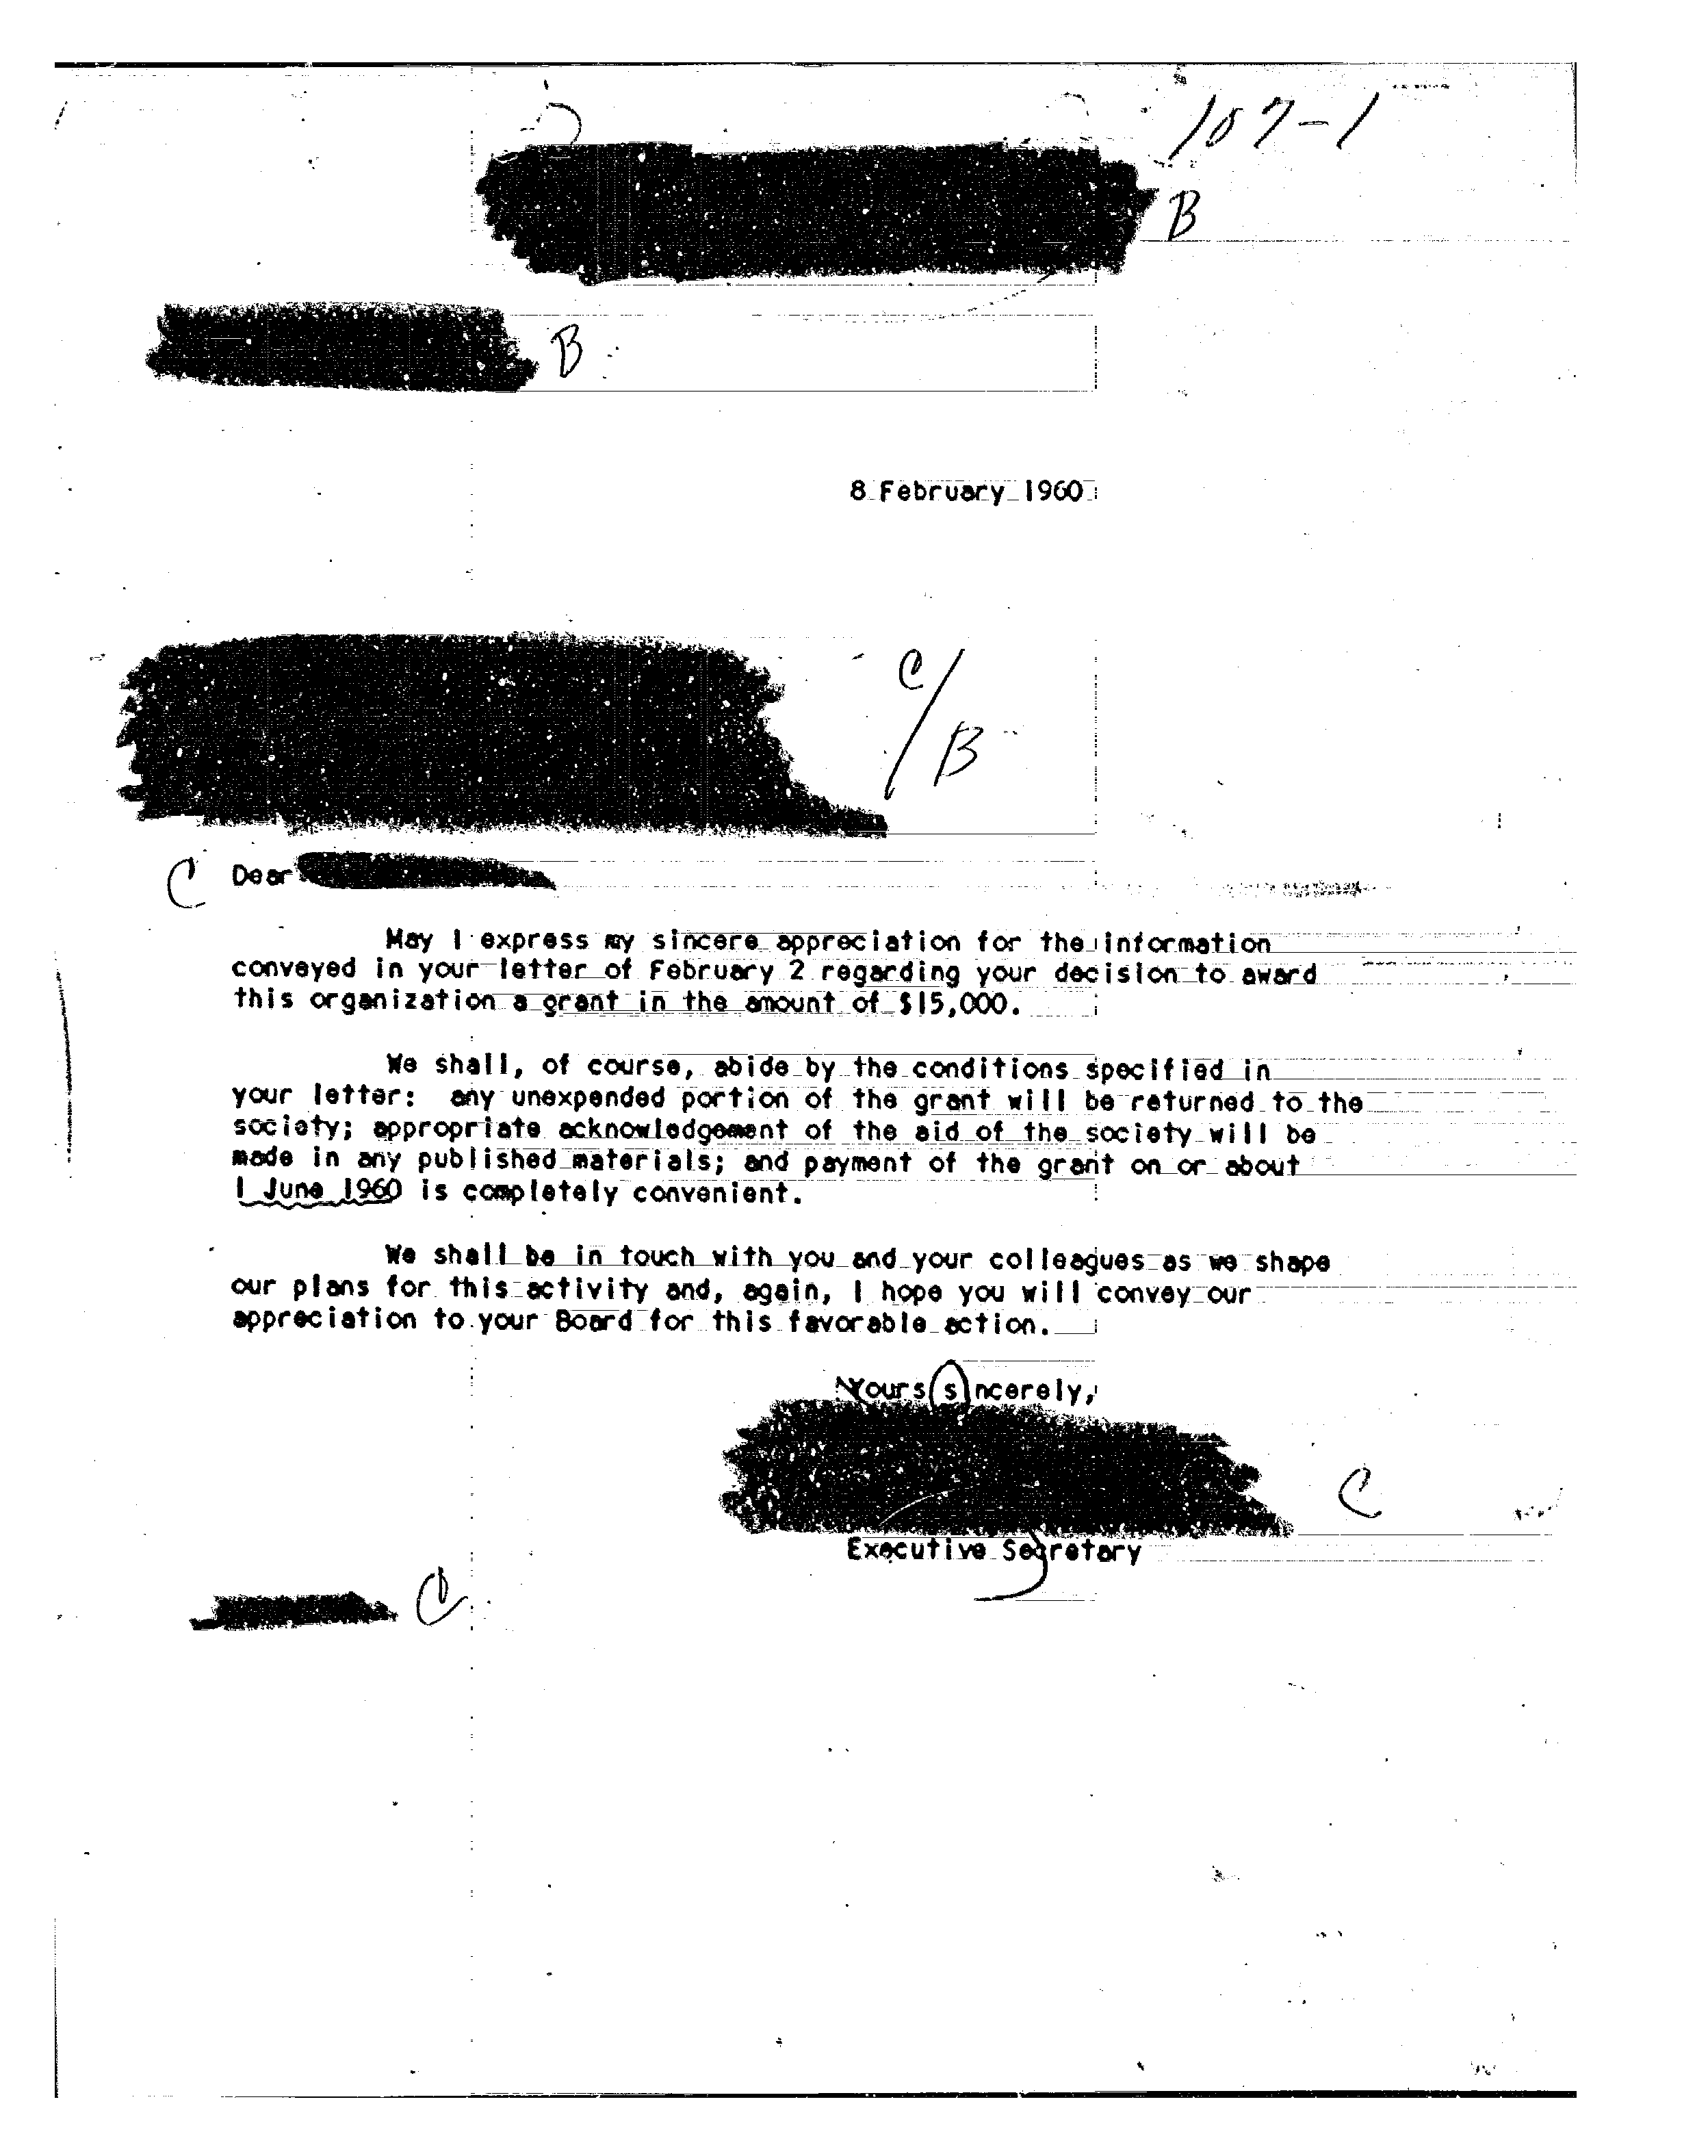 107-1
B
B
8 February 1960
C/B
C Dear
May I express my sincere appreciation for the information
conveyed in your letter of February 2 regarding your decision to award
this organization a grant in the amount of $15,000.
We shall, of course, abide by the conditions specified in
your letter: any unexpended portion of the grant will be returned to the
society; appropriate acknowledgement of the aid of the society will be
made in any published materials; and payment of the grant on or about
1 June 1960 is completely convenient.
We shall be in touch with you and your colleagues as we shape
our plans for this activity and, again, I hope you will convey our
appreciation to your Board for this favorable action.
Yours sincerely,
C
Executive Secretary
C